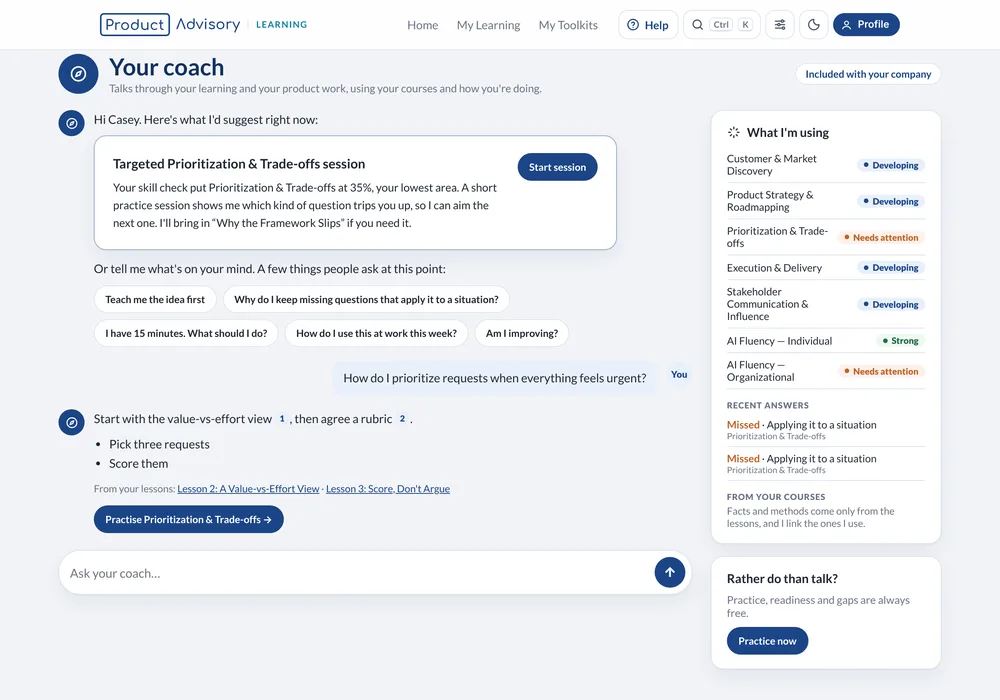 Product Advisory LEARNING
Home My Learning My Toolkits Help Ctrl K Profile
Your coach
Talks through your learning and your product work, using your courses and how you're doing.
Included with your company
Hi Casey. Here's what I'd suggest right now:
Targeted Prioritization & Trade-offs session
Your skill check put Prioritization & Trade-offs at 35%, your lowest area. A short
practice session shows me which kind of question trips you up, so I can aim the
next one. I'll bring in "Why the Framework Slips" if you need it.
Start session
Or tell me what's on your mind. A few things people ask at this point:
Teach me the idea first
Why do I keep missing questions that apply it to a situation?
I have 15 minutes. What should I do?
How do I use this at work this week?
Am I improving?
How do I prioritize requests when everything feels urgent?
You
Start with the value-vs-effort view 1 , then agree a rubric 2 .
• Pick three requests
• Score them
From your lessons: Lesson 2: A Value-vs-Effort View · Lesson 3: Score, Don't Argue
Practise Prioritization & Trade-offs →
Ask your coach...
What I'm using
Customer & Market
Discovery
Developing
Product Strategy &
Roadmapping
Developing
Prioritization & Trade-
offs
Needs attention
Execution & Delivery
Developing
Stakeholder
Communication &
Influence
Developing
AI Fluency — Individual
Strong
AI Fluency —
Organizational
Needs attention
RECENT ANSWERS
Missed · Applying it to a situation
Prioritization & Trade-offs
Missed · Applying it to a situation
Prioritization & Trade-offs
FROM YOUR COURSES
Facts and methods come only from the
lessons, and I link the ones I use.
Rather do than talk?
Practice, readiness and gaps are always
free.
Practice now